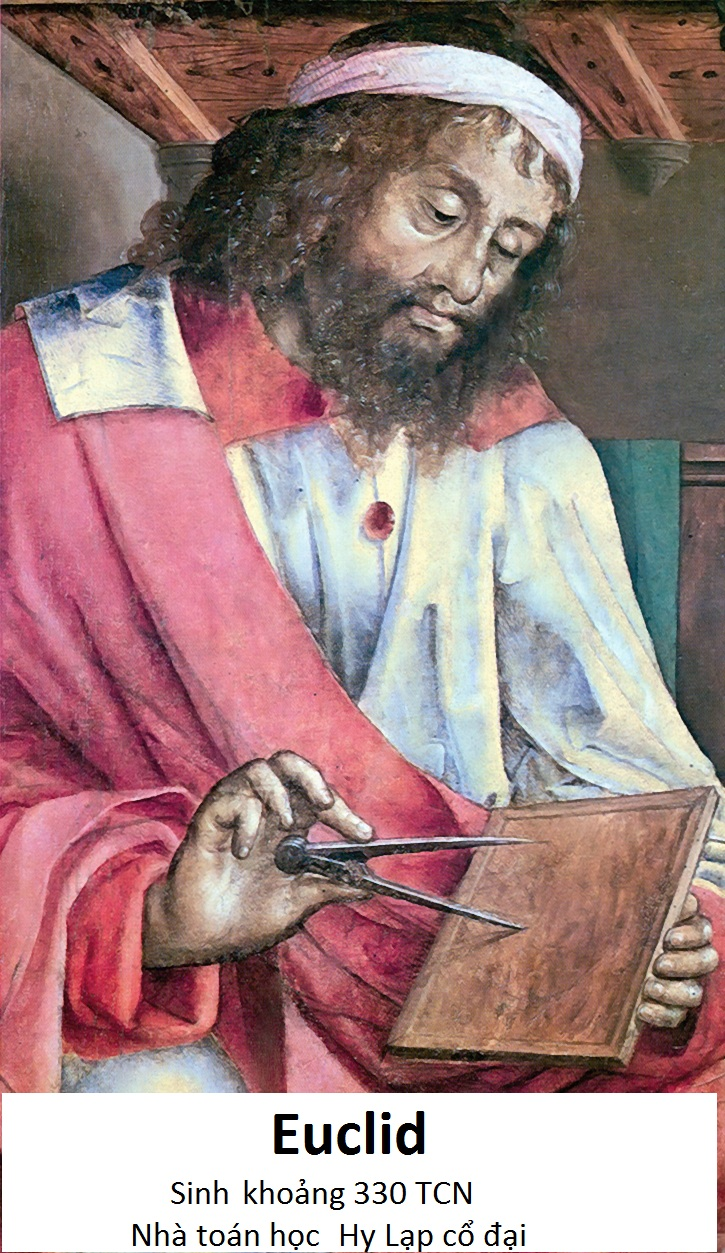 Euclid
Sinh khoảng 330 TCN
Nhà toán học Hy Lạp cổ đại